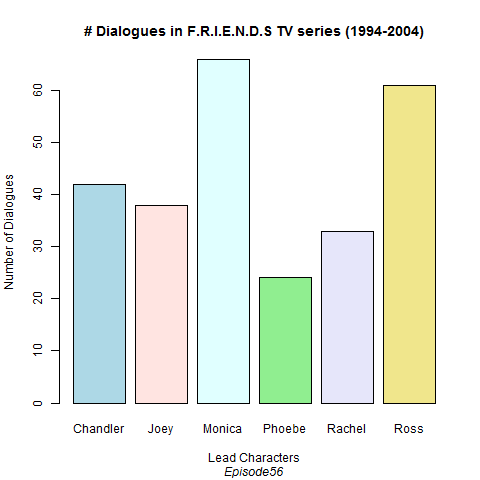 # Dialogues in F.R.I.E.N.D.S TV series (1994-2004)
Number of Dialogues
60
50
40
30
20
10
0
Chandler Joey Monica Phoebe Rachel Ross
Lead Characters
Episode56